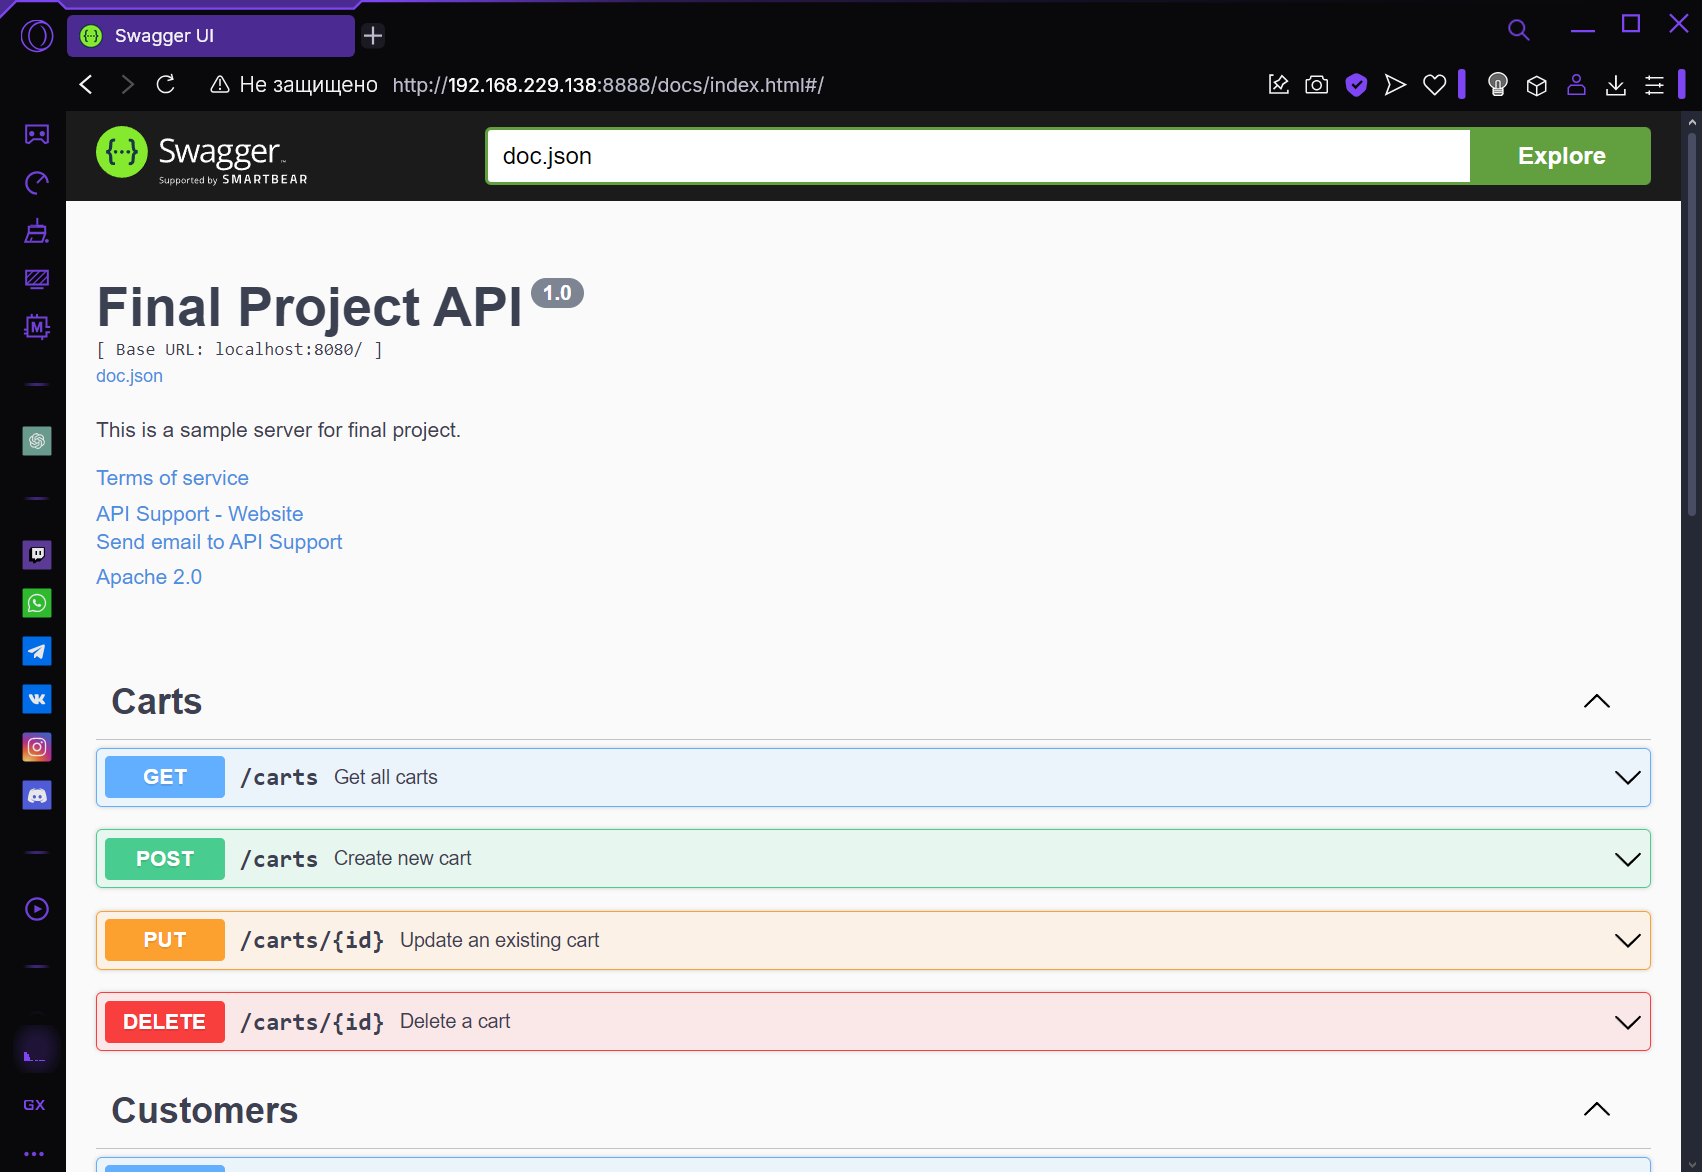 Swagger UI
Не защищено http://192.168.229.138:8888/docs/index.html#/
Swagger
Supported by SMARTBEAR
doc.json
Explore
Final Project API 1.0
[ Base URL: localhost:8080/ ]
doc.json
This is a sample server for final project.
Terms of service
API Support - Website
Send email to API Support
Apache 2.0
Carts
GET /carts Get all carts
POST /carts Create new cart
PUT /carts/{id} Update an existing cart
DELETE /carts/{id} Delete a cart
Customers
M
GX